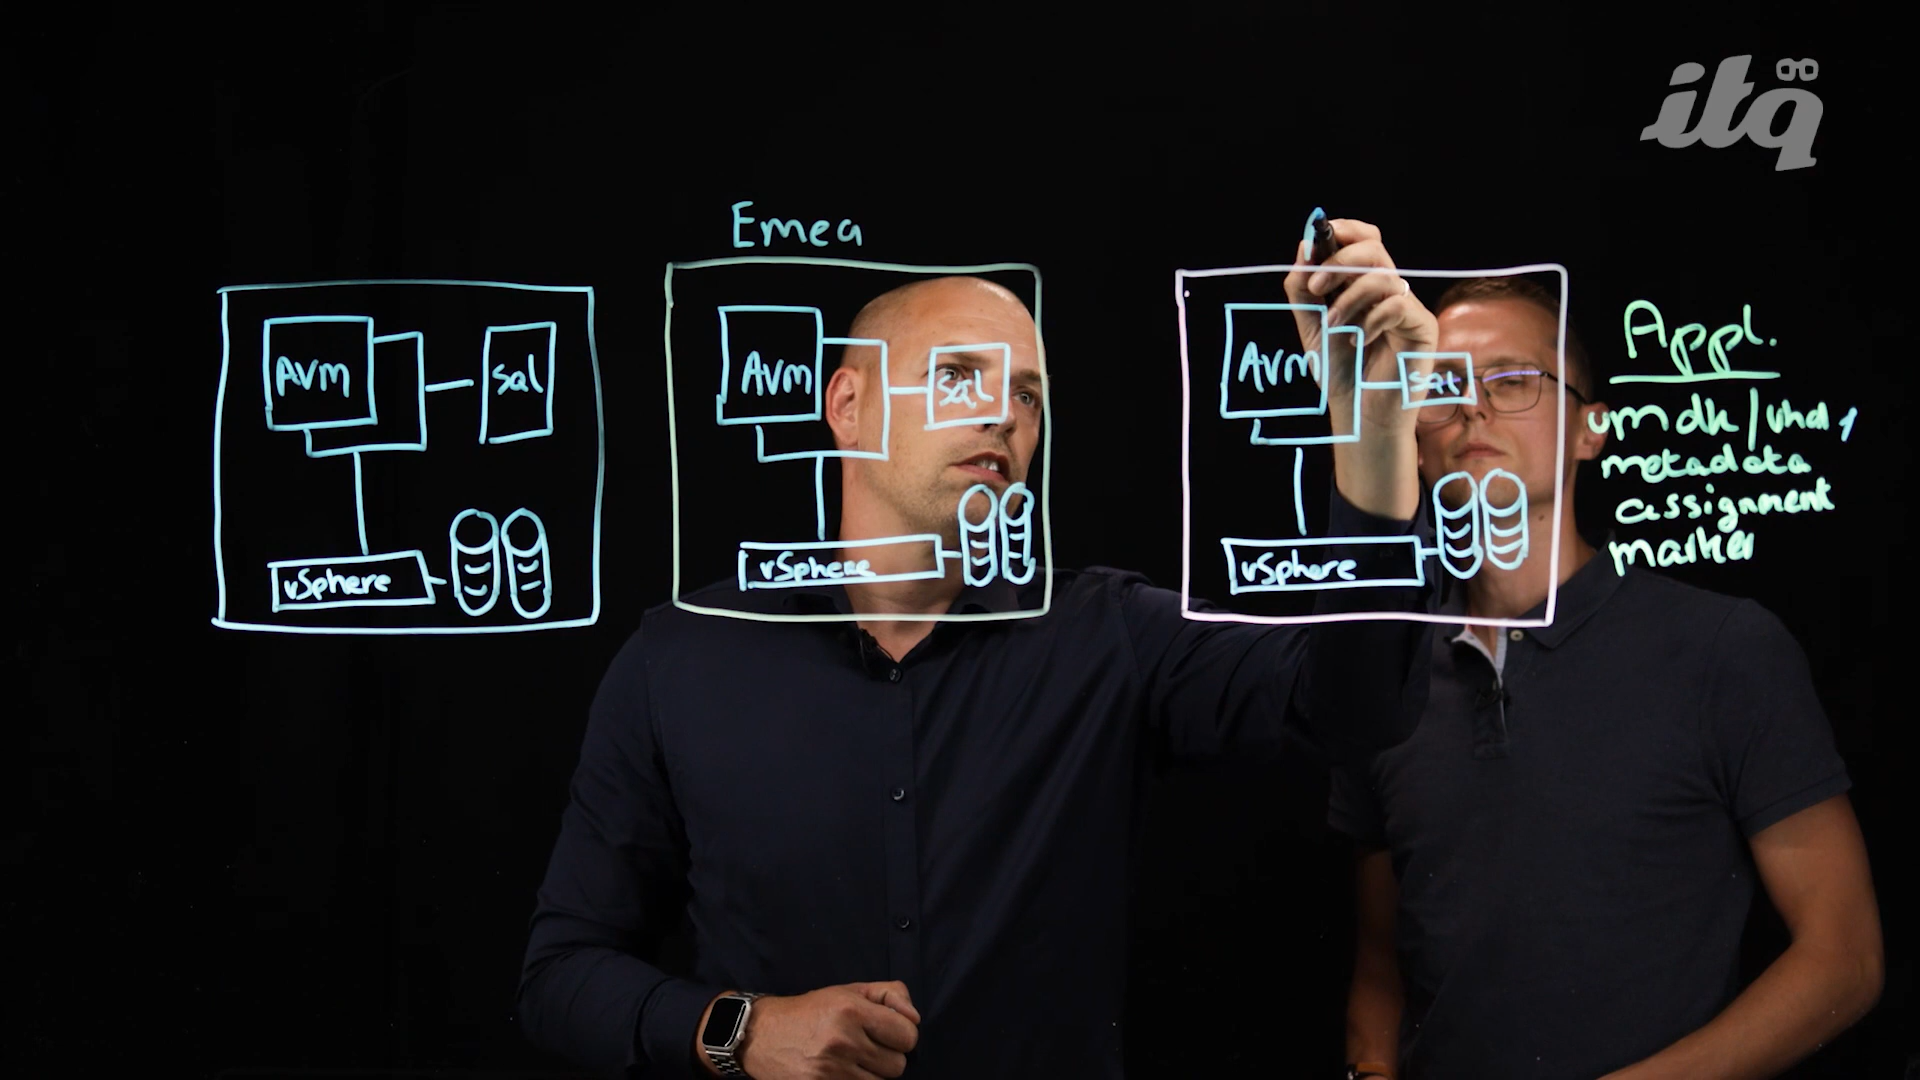 itq
Emea
AVM
sql
vSphere
AVM
sql
vSphere
AVM
sql
vSphere
Appl.
vmdk/vhd,
metadata
assignment
marker